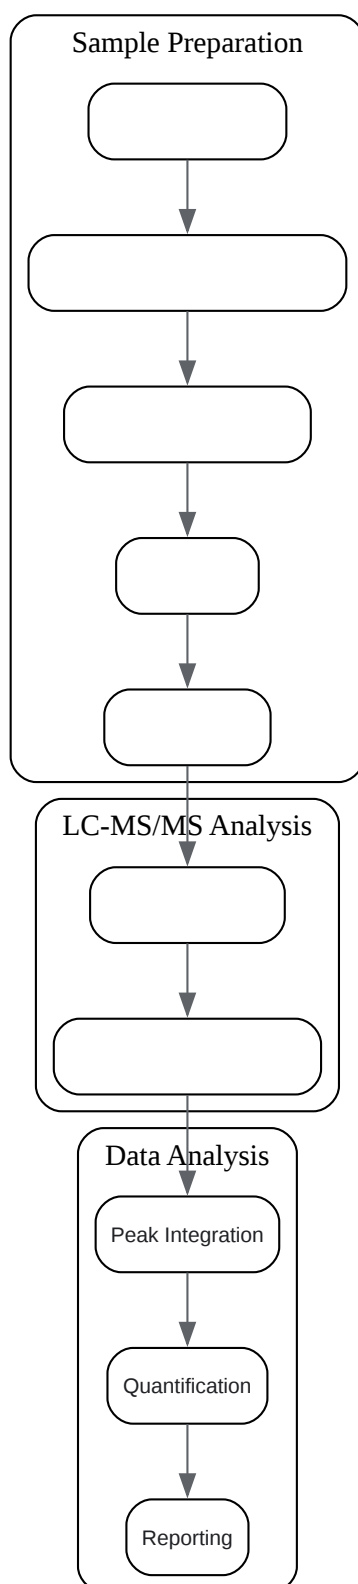 Sample Preparation
LC-MS/MS Analysis
Data Analysis
Peak Integration
Quantification
Reporting